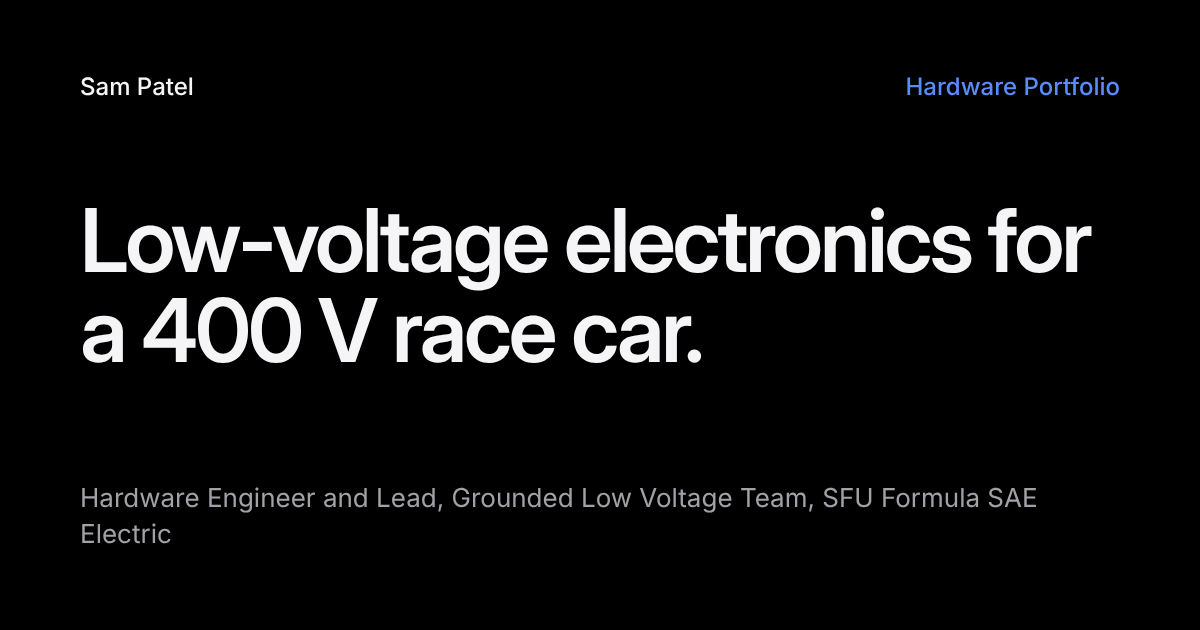 Sam Patel
Hardware Portfolio
Low-voltage electronics for
a 400 V race car.
Hardware Engineer and Lead, Grounded Low Voltage Team, SFU Formula SAE
Electric